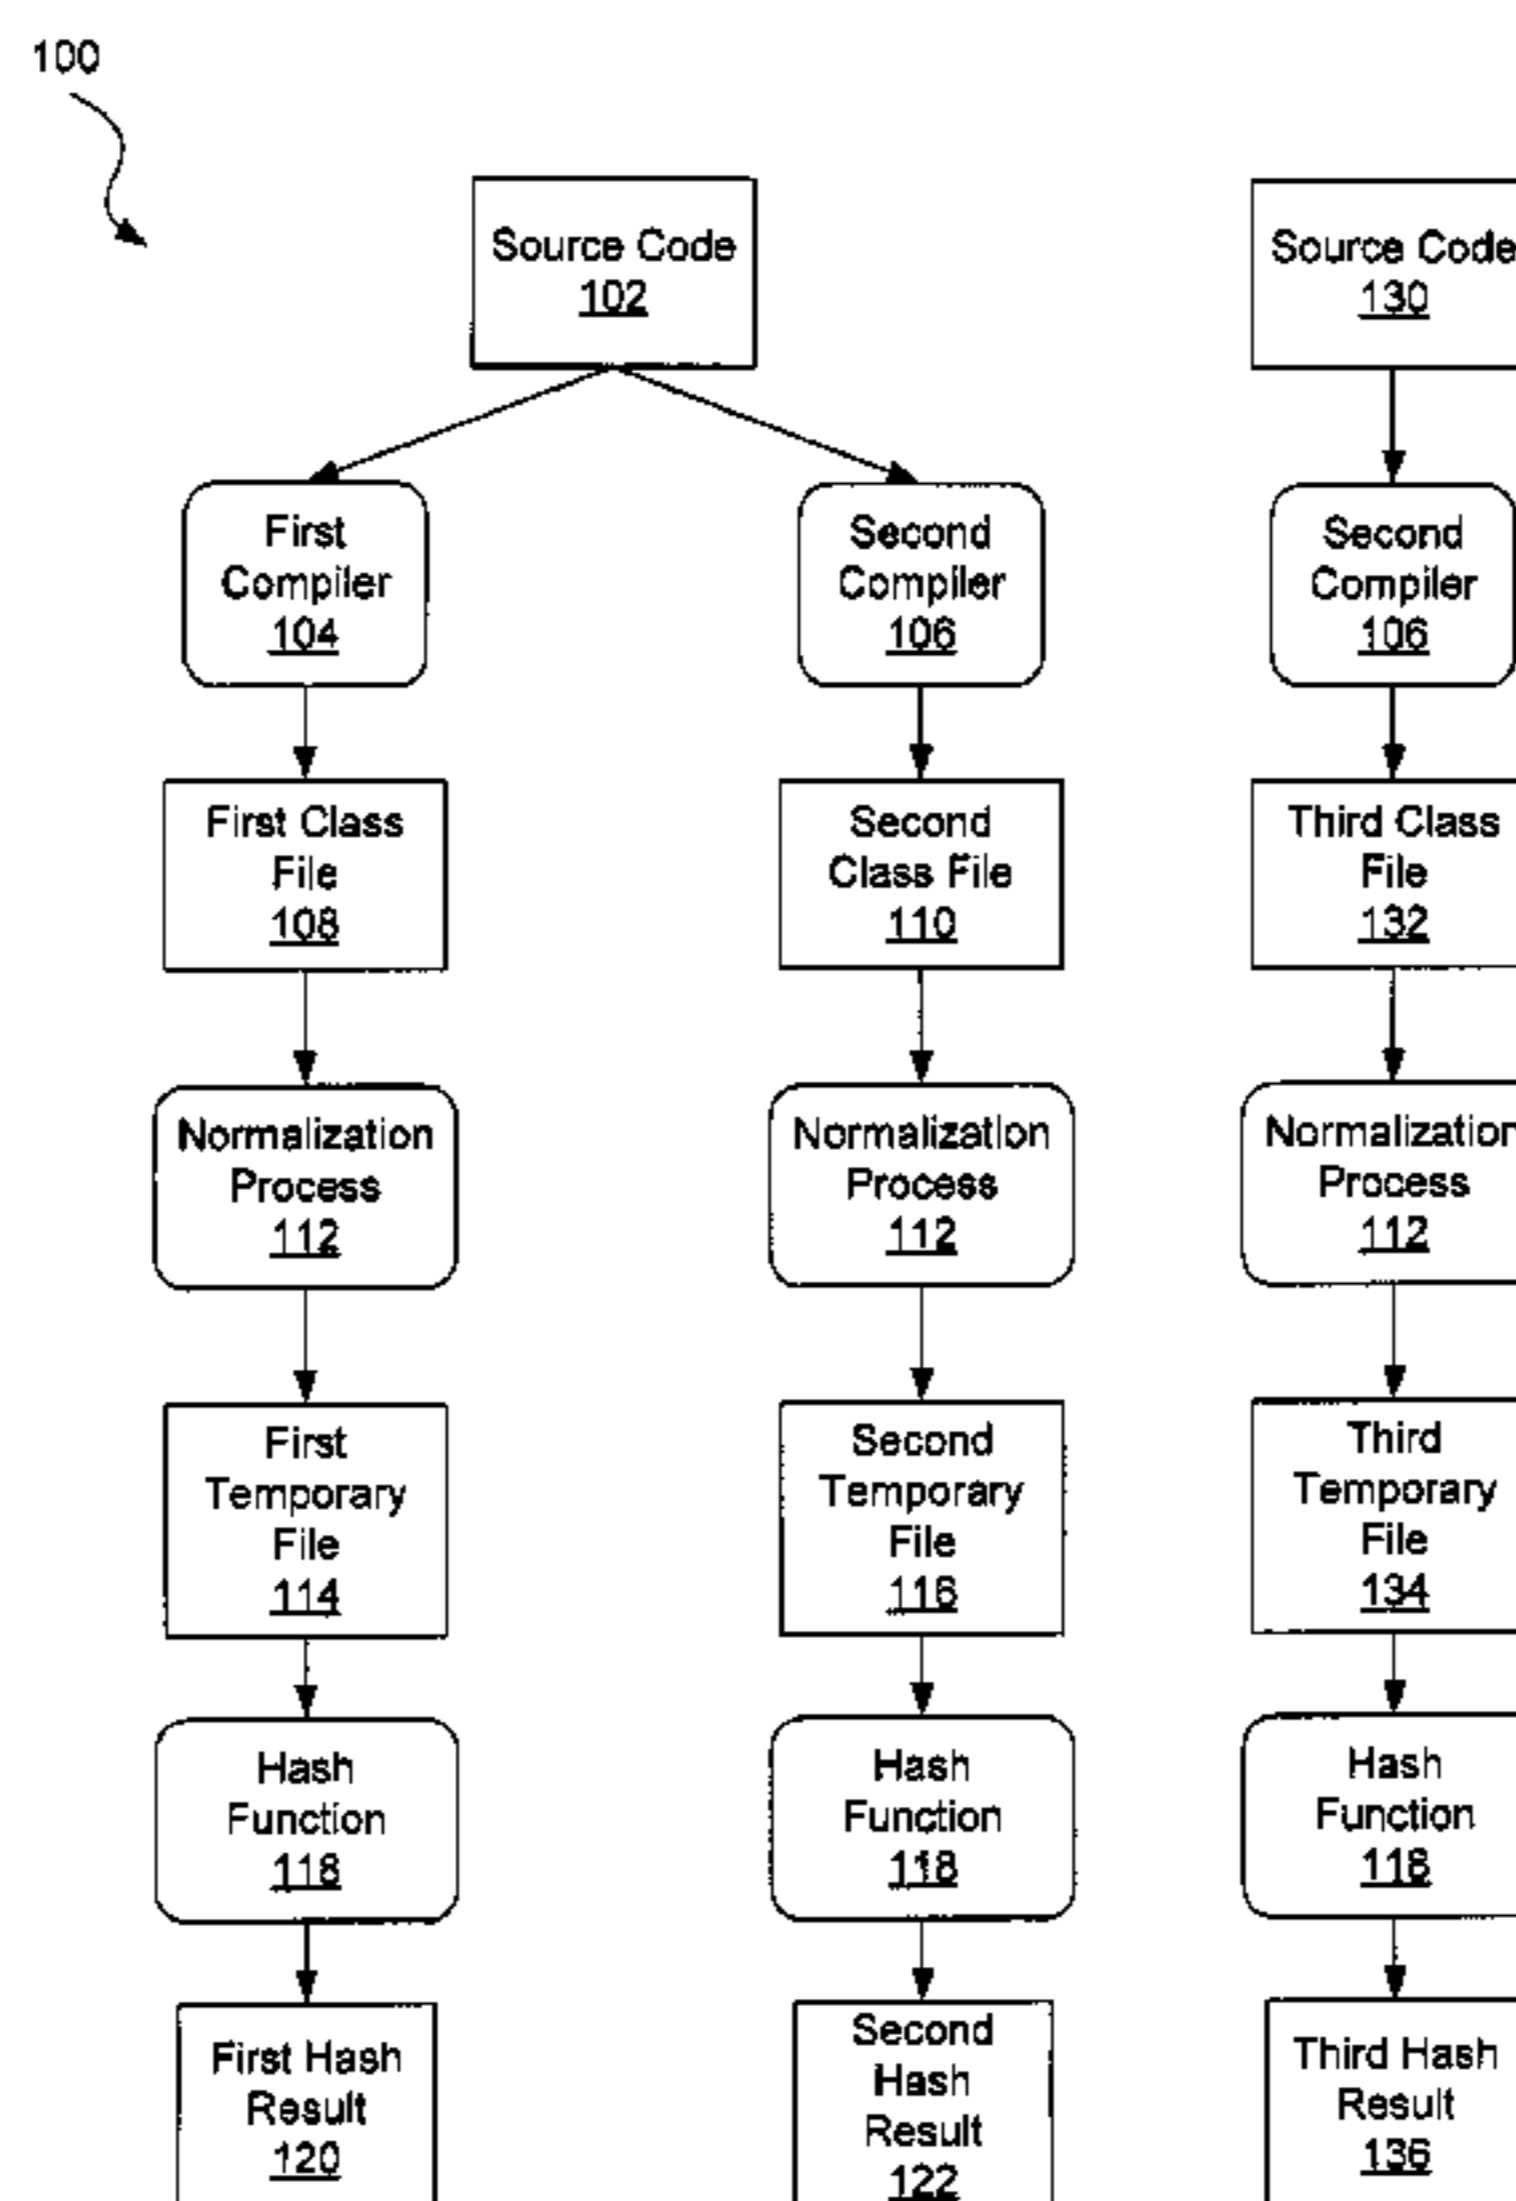 100
Source Code
102
Source Code
130
First
Compiler
104
Second
Compiler
106
Second
Compiler
106
First Class
File
108
Second
Class File
110
Third Class
File
132
Normalization
Process
112
Normalization
Process
112
Normalization
Process
112
First
Temporary
File
114
Second
Temporary
File
116
Third
Temporary
File
134
Hash
Function
118
Hash
Function
118
Hash
Function
118
First Hash
Result
120
Second
Hash
Result
122
Third Hash
Result
136